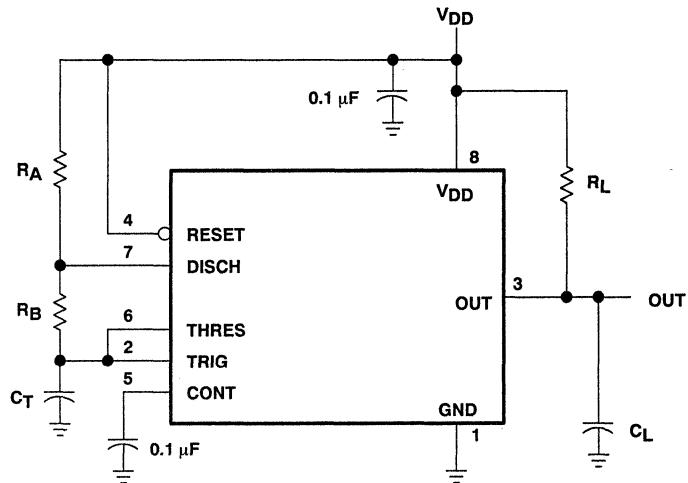 VDD
0.1 µF
8
RA
VDD
RL
4
RESET
7
DISCH
3
RB
OUT
OUT
6
THRES
2
TRIG
5
CONT
CT
GND
CL
0.1 µF
1